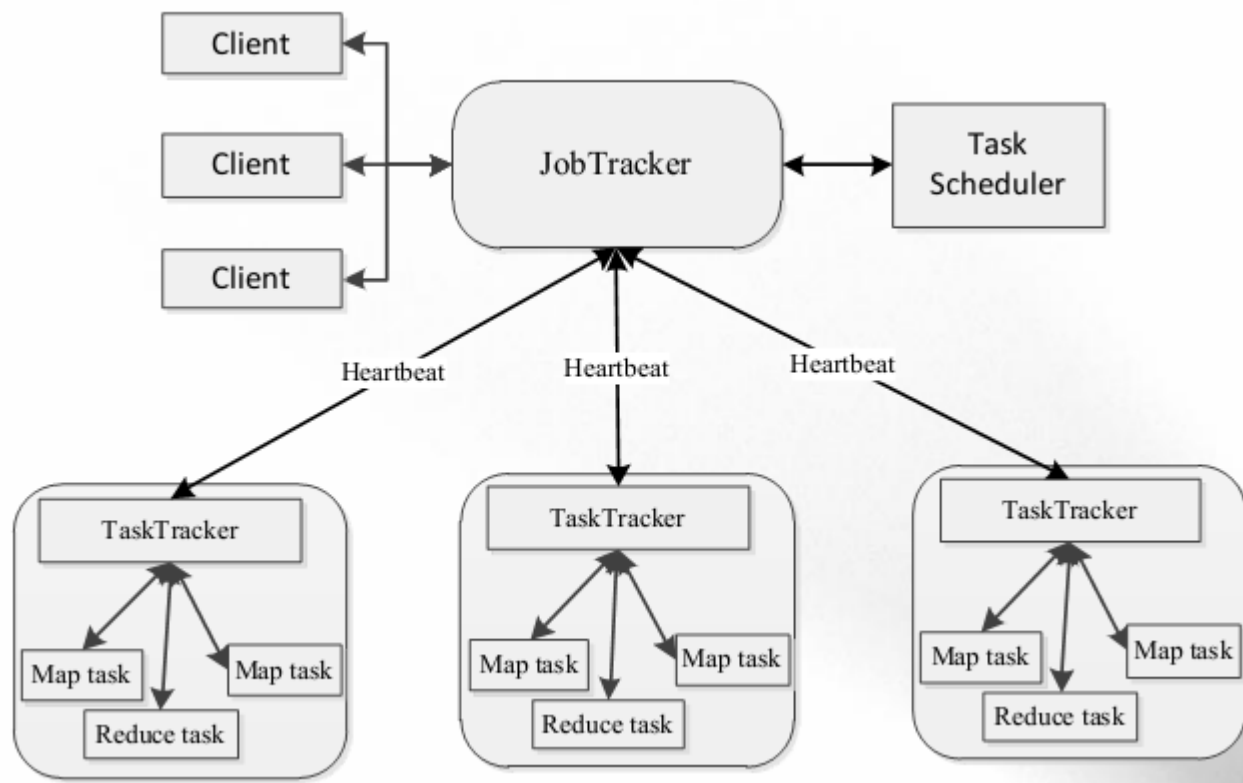 Client
Client
Client
JobTracker
Task
Scheduler
Heartbeat
Heartbeat
Heartbeat
TaskTracker
Map task
Map task
Reduce task
TaskTracker
Map task
Map task
Reduce task
TaskTracker
Map task
Map task
Reduce task